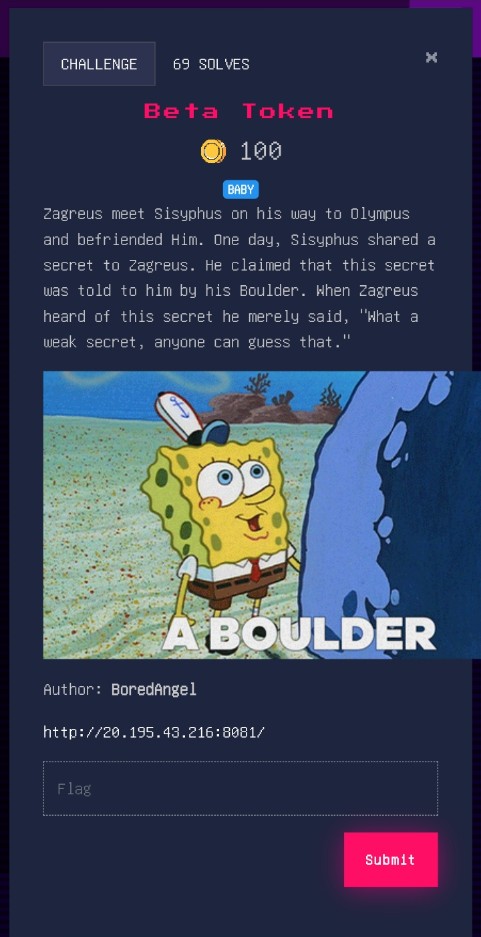 CHALLENGE 69 SOLVES ×
Beta Token
100
BABY
Zagreus meet Sisyphus on his way to Olympus
and befriended Him. One day, Sisyphus shared a
secret to Zagreus. He claimed that this secret
was told to him by his Boulder. When Zagreus
heard of this secret he merely said, "What a
weak secret, anyone can guess that."
A BOULDER
Author: BoredAngel
http://20.195.43.216:8081/
Flag
Submit